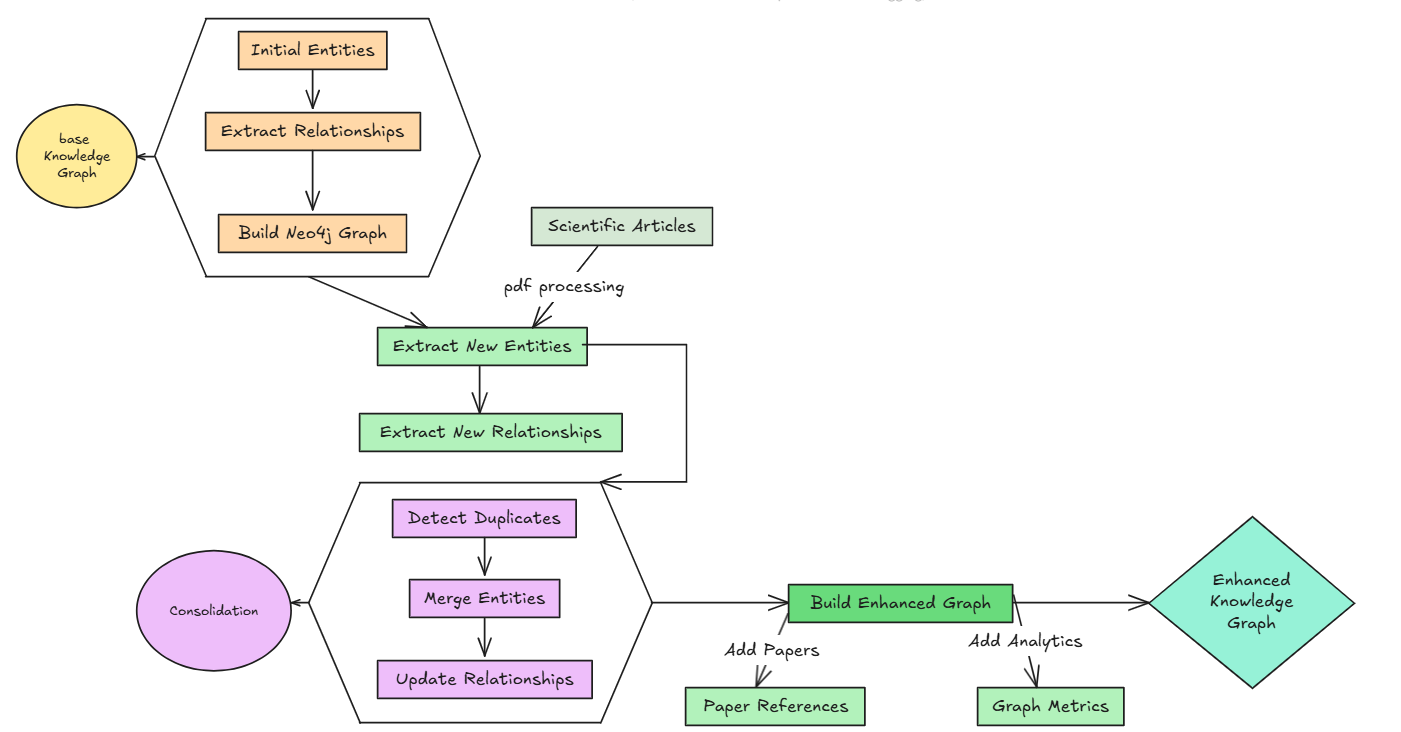 Initial Entities
Extract Relationships
Build Neo4j Graph
base
Knowledge
Graph
Scientific Articles
pdf processing
Extract New Entities
Extract New Relationships
Detect Duplicates
Merge Entities
Update Relationships
Consolidation
Build Enhanced Graph
Add Papers
Add Analytics
Paper References
Graph Metrics
Enhanced
Knowledge
Graph